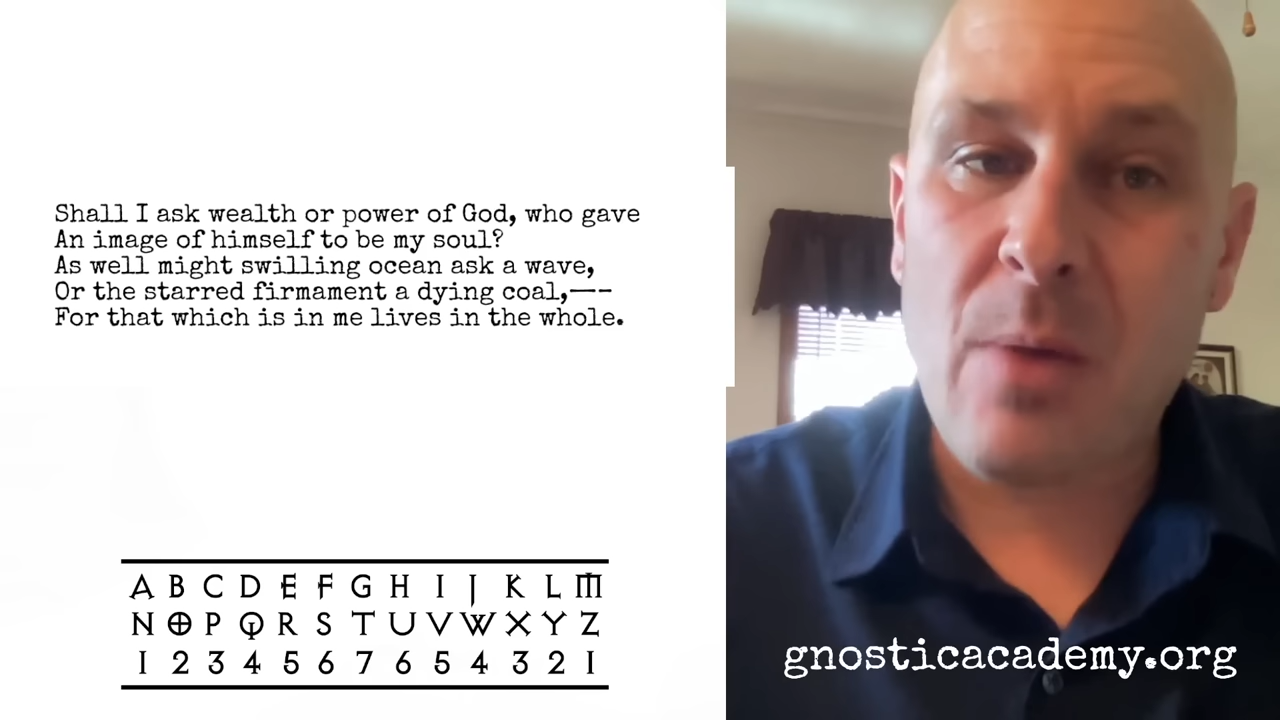 Shall I ask wealth or power of God, who gave
An image of himself to be my soul?
As well might swilling ocean ask a wave,
Or the starred firmament a dying coal,——
For that which is in me lives in the whole.
A B C D E F G H I J K L M
N O P Q R S T U V W X Y Z
1 2 3 4 5 6 7 6 5 4 3 2 1
gnosticacademy.org